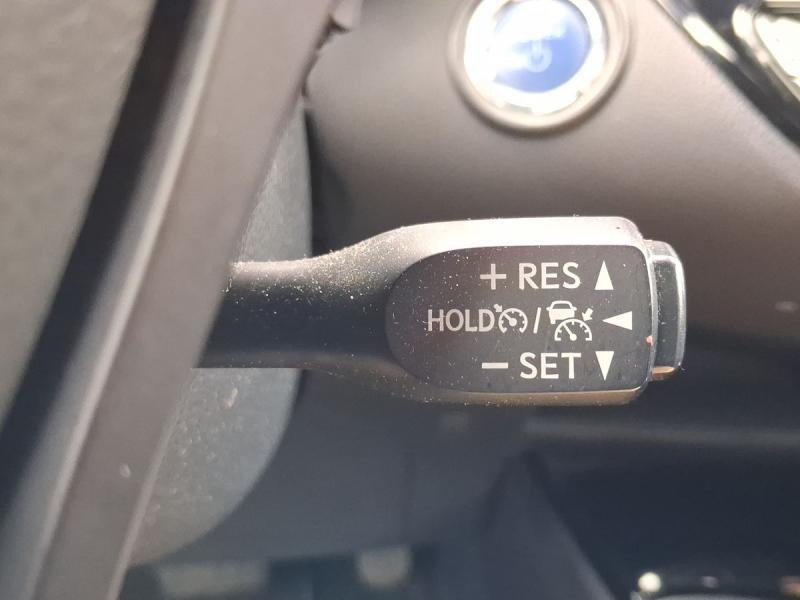 + RES ▲
HOLD / ◄
− SET ▼